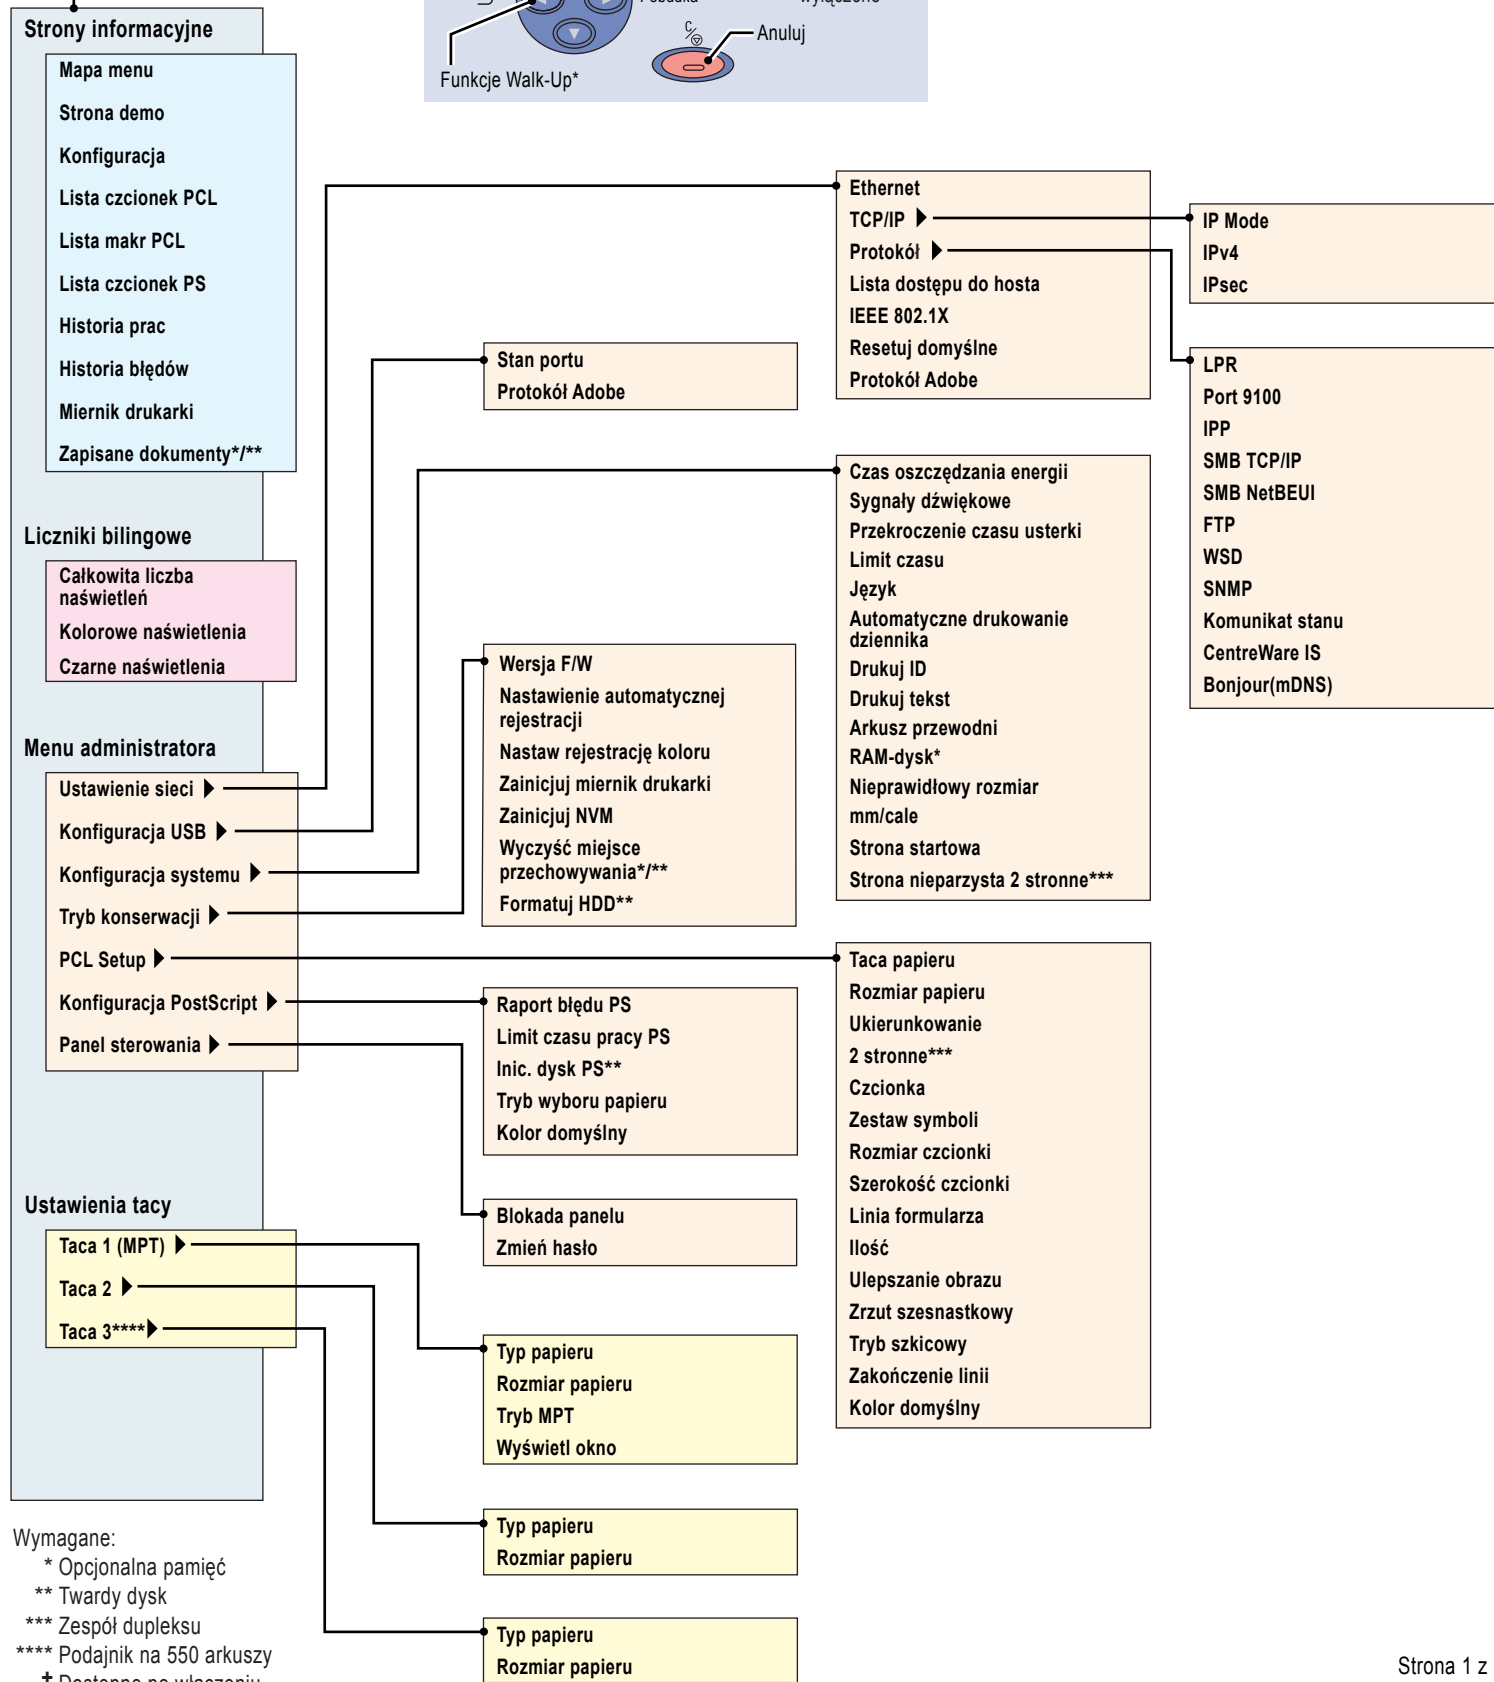 wyłączone
Anuluj
Funkcje Walk-Up*
Strony informacyjne
Mapa menu
Strona demo
Konfiguracja
Lista czcionek PCL
Lista makr PCL
Lista czcionek PS
Historia prac
Historia błędów
Miernik drukarki
Zapisane dokumenty*/**
Liczniki bilingowe
Całkowita liczba
naświetleń
Kolorowe naświetlenia
Czarne naświetlenia
Menu administratora
Ustawienie sieci
Konfiguracja USB
Konfiguracja systemu
Tryb konserwacji
PCL Setup
Konfiguracja PostScript
Panel sterowania
Ustawienia tacy
Taca 1 (MPT)
Taca 2
Taca 3****
Stan portu
Protokół Adobe
Wersja F/W
Nastawienie automatycznej
rejestracji
Nastaw rejestrację koloru
Zainicjuj miernik drukarki
Zainicjuj NVM
Wyczyść miejsce
przechowywania*/**
Formatuj HDD**
Raport błędu PS
Limit czasu pracy PS
Inic. dysk PS**
Tryb wyboru papieru
Kolor domyślny
Blokada panelu
Zmień hasło
Typ papieru
Rozmiar papieru
Tryb MPT
Wyświetl okno
Typ papieru
Rozmiar papieru
Typ papieru
Rozmiar papieru
Ethernet
TCP/IP
Protokół
Lista dostępu do hosta
IEEE 802.1X
Resetuj domyślne
Protokół Adobe
Czas oszczędzania energii
Sygnały dźwiękowe
Przekroczenie czasu usterki
Limit czasu
Język
Automatyczne drukowanie
dziennika
Drukuj ID
Drukuj tekst
Arkusz przewodni
RAM-dysk*
Nieprawidłowy rozmiar
mm/cale
Strona startowa
Strona nieparzysta 2 stronne***
Taca papieru
Rozmiar papieru
Ukierunkowanie
2 stronne***
Czcionka
Zestaw symboli
Rozmiar czcionki
Szerokość czcionki
Linia formularza
Ilość
Ulepszanie obrazu
Zrzut szesnastkowy
Tryb szkicowy
Zakończenie linii
Kolor domyślny
IP Mode
IPv4
IPsec
LPR
Port 9100
IPP
SMB TCP/IP
SMB NetBEUI
FTP
WSD
SNMP
Komunikat stanu
CentreWare IS
Bonjour(mDNS)
Wymagane:
* Opcjonalna pamięć
** Twardy dysk
*** Zespół dupleksu
**** Podajnik na 550 arkuszy
Strona 1 z